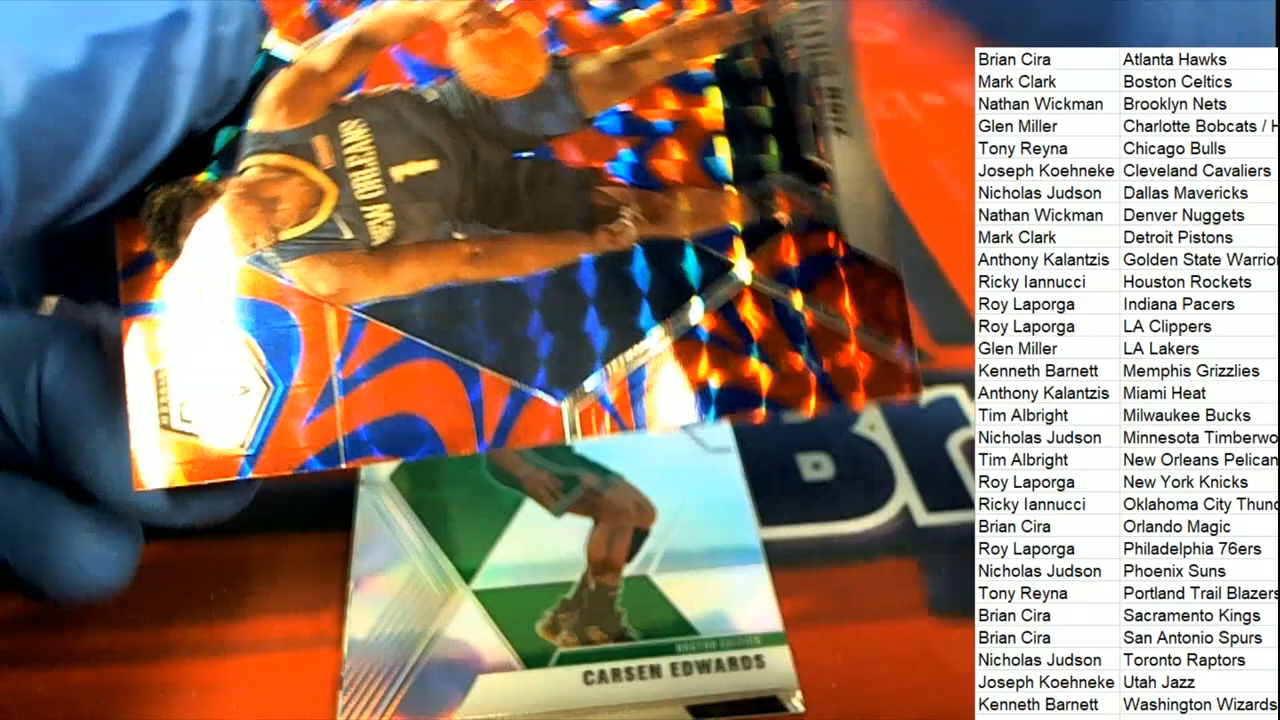 NEW ORLEANS
1
CARSEN EDWARDS
Br
Brian Cira Atlanta Hawks
Mark Clark Boston Celtics
Nathan Wickman Brooklyn Nets
Glen Miller Charlotte Bobcats / H
Tony Reyna Chicago Bulls
Joseph Koehneke Cleveland Cavaliers
Nicholas Judson Dallas Mavericks
Nathan Wickman Denver Nuggets
Mark Clark Detroit Pistons
Anthony Kalantzis Golden State Warrior
Ricky Iannucci Houston Rockets
Roy Laporga Indiana Pacers
Roy Laporga LA Clippers
Glen Miller LA Lakers
Kenneth Barnett Memphis Grizzlies
Anthony Kalantzis Miami Heat
Tim Albright Milwaukee Bucks
Nicholas Judson Minnesota Timberwo
Tim Albright New Orleans Pelican
Roy Laporga New York Knicks
Ricky Iannucci Oklahoma City Thund
Brian Cira Orlando Magic
Roy Laporga Philadelphia 76ers
Nicholas Judson Phoenix Suns
Tony Reyna Portland Trail Blazers
Brian Cira Sacramento Kings
Brian Cira San Antonio Spurs
Nicholas Judson Toronto Raptors
Joseph Koehneke Utah Jazz
Kenneth Barnett Washington Wizards